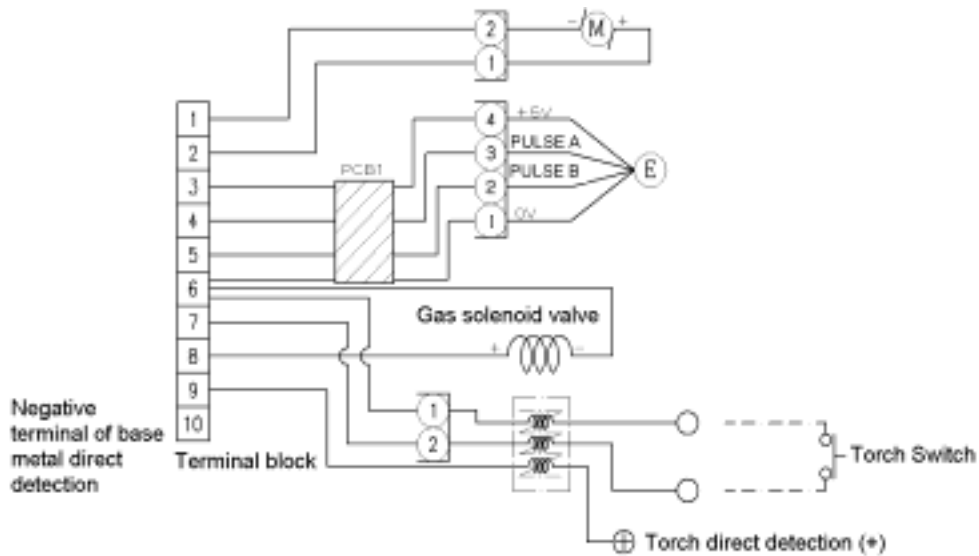 2
- M +
1
1
2
3
4
5
6
7
8
9
10
PCB1
4
3
2
1
+5V
PULSE A
PULSE B
0V
E
Gas solenoid valve
+ -
Negative
terminal of base
metal direct
detection
Terminal block
1
2
Torch Switch
Torch direct detection (+)